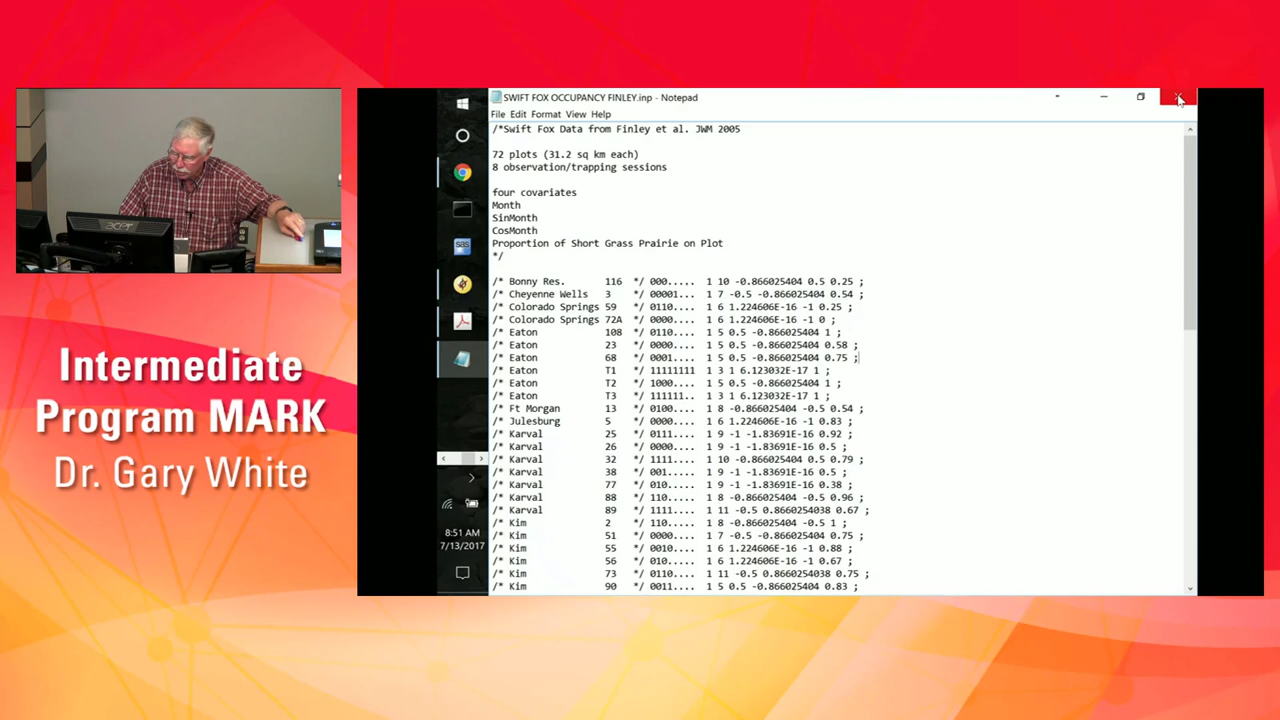 SWIFT FOX OCCUPANCY FINLEY.inp - Notepad
File Edit Format View Help
/*Swift Fox Data from Finley et al. JWM 2005
72 plots (31.2 sq km each)
8 observation/trapping sessions
four covariates
Month
SinMonth
CosMonth
Proportion of Short Grass Prairie on Plot
*/
/* Bonny Res. 116 */ 000..... 1 10 -0.866025404 0.5 0.25 ;
/* Cheyenne Wells 3 */ 00001... 1 7 -0.5 -0.866025404 0.54 ;
/* Colorado Springs 59 */ 0110.... 1 6 1.224606E-16 -1 0.25 ;
/* Colorado Springs 72A */ 0000.... 1 6 1.224606E-16 -1 0 ;
/* Eaton 108 */ 0110.... 1 5 0.5 -0.866025404 1 ;
/* Eaton 23 */ 0000.... 1 5 0.5 -0.866025404 0.58 ;
/* Eaton 68 */ 0001.... 1 5 0.5 -0.866025404 0.75 ;
/* Eaton T1 */ 11111111 1 3 1 6.123032E-17 1 ;
/* Eaton T2 */ 1000.... 1 5 0.5 -0.866025404 1 ;
/* Eaton T3 */ 111111.. 1 3 1 6.123032E-17 1 ;
/* Ft Morgan 13 */ 0100.... 1 8 -0.866025404 -0.5 0.54 ;
/* Julesburg 5 */ 0000.... 1 6 1.224606E-16 -1 0.83 ;
/* Karval 25 */ 0111.... 1 9 -1 -1.83691E-16 0.92 ;
/* Karval 26 */ 0000.... 1 9 -1 -1.83691E-16 0.5 ;
/* Karval 32 */ 1111.... 1 10 -0.866025404 0.5 0.79 ;
/* Karval 38 */ 001..... 1 9 -1 -1.83691E-16 0.5 ;
/* Karval 77 */ 010..... 1 9 -1 -1.83691E-16 0.38 ;
/* Karval 88 */ 110..... 1 8 -0.866025404 -0.5 0.96 ;
/* Karval 89 */ 1111.... 1 11 -0.5 0.866025404038 0.67 ;
/* Kim 2 */ 110..... 1 8 -0.866025404 -0.5 1 ;
/* Kim 51 */ 0000.... 1 7 -0.5 -0.866025404 0.75 ;
/* Kim 55 */ 0010.... 1 6 1.224606E-16 -1 0.88 ;
/* Kim 56 */ 010..... 1 6 1.224606E-16 -1 0.67 ;
/* Kim 73 */ 0110.... 1 11 -0.5 0.8660254038 0.75 ;
/* Kim 90 */ 0011.... 1 5 0.5 -0.866025404 0.83 ;
8:51 AM
7/13/2017
acer
sas
Intermediate
Program MARK
Dr. Gary White